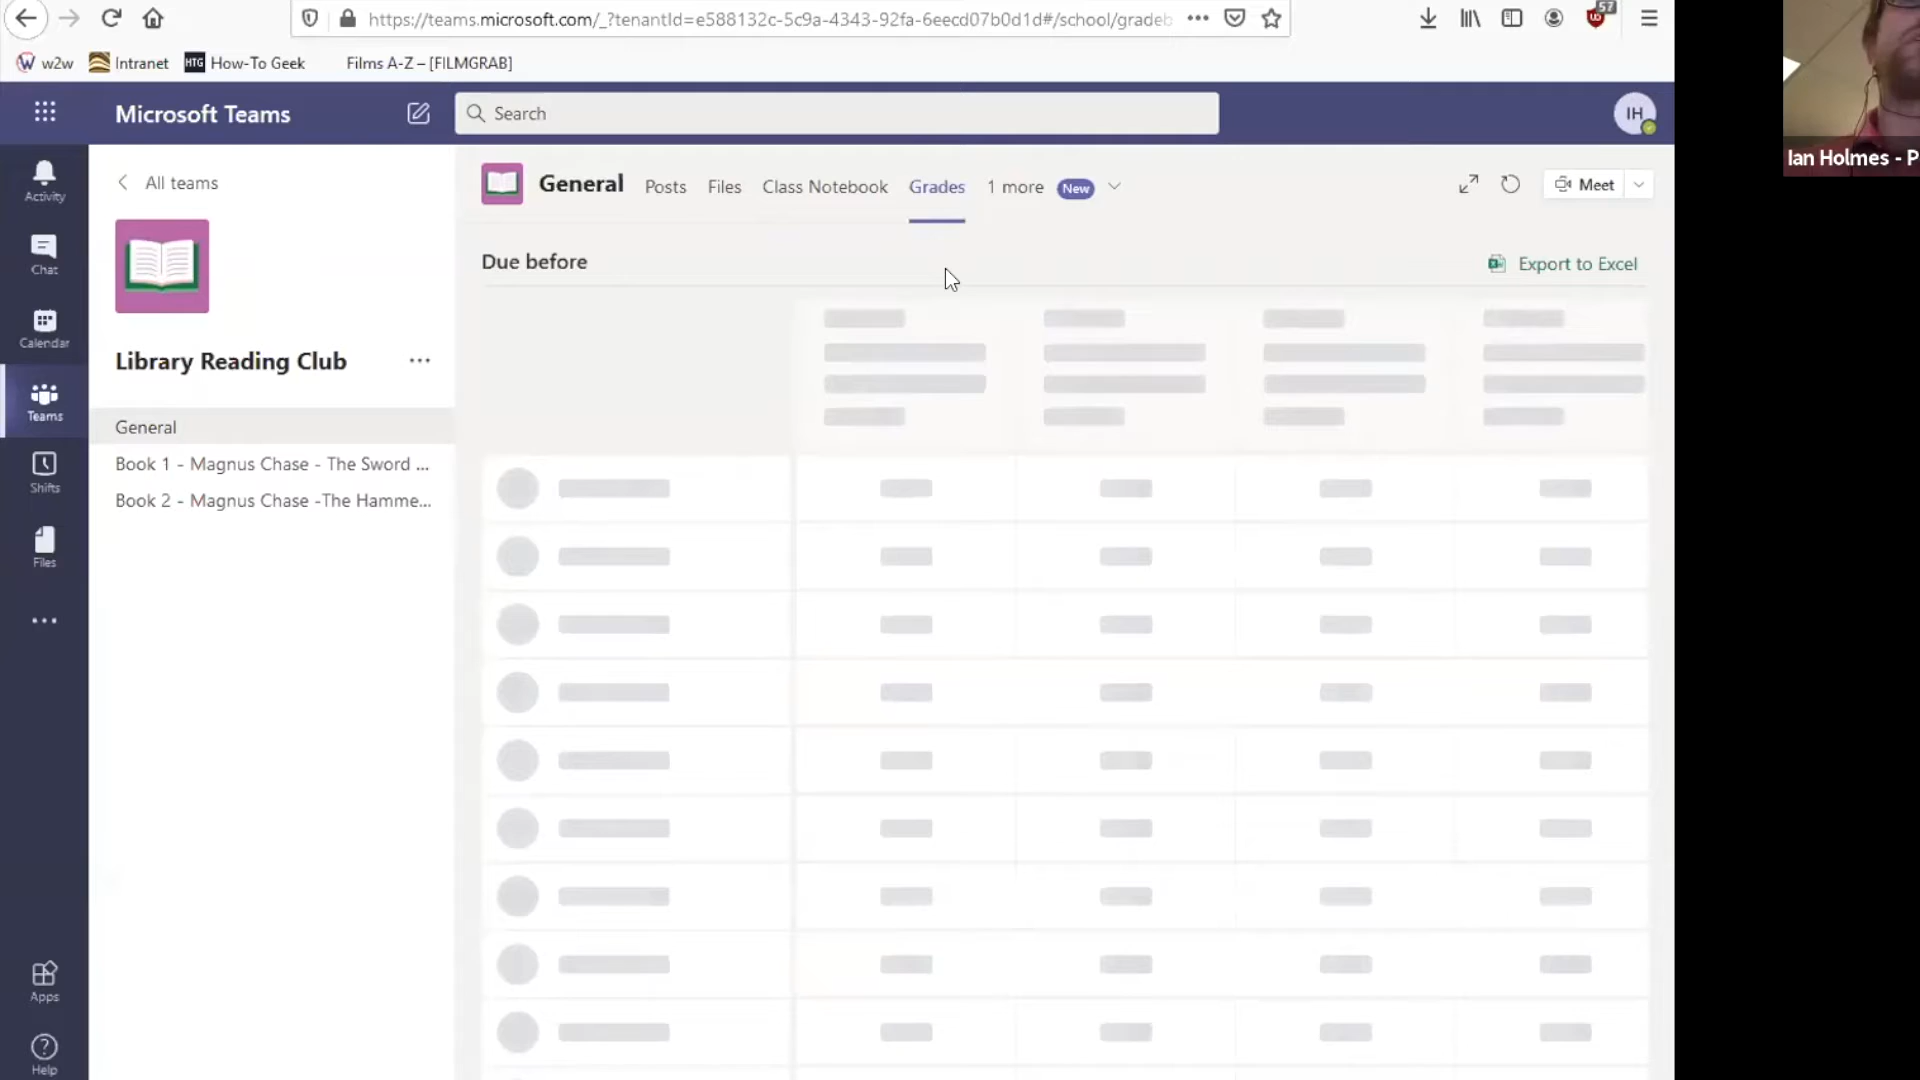 https://teams.microsoft.com/_?tenantId=e588132c-5c9a-4343-92fa-6eecd07b0d1d#/school/gradeb
57
w2w
Intranet
HTG How-To Geek
Films A-Z – [FILMGRAB]
Microsoft Teams
Search
IH
Ian Holmes - P
Activity
Chat
Calendar
Teams
Shifts
Files
Apps
Help
All teams
Library Reading Club
General
Book 1 - Magnus Chase - The Sword ...
Book 2 - Magnus Chase -The Hamme...
General Posts Files Class Notebook Grades 1 more New
Meet
Due before
Export to Excel